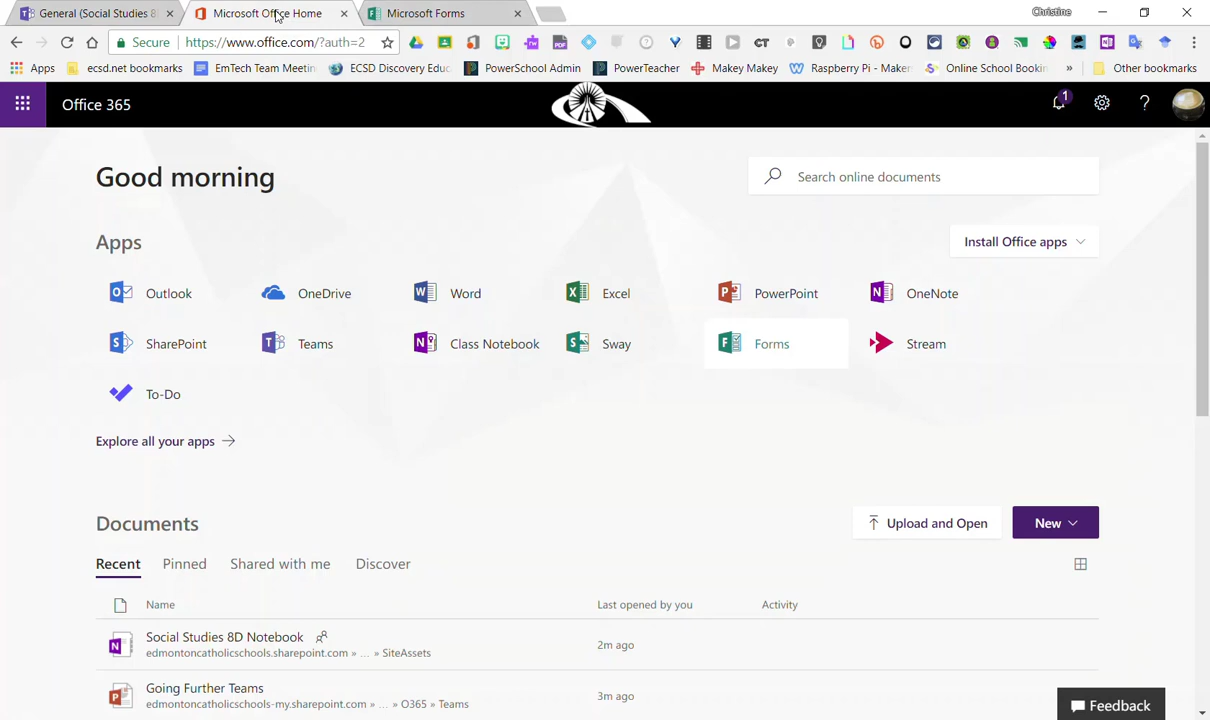 General (Social Studies 8
Microsoft Office Home
Microsoft Forms
Christine
Secure
https://www.office.com/?auth=2
Apps
ecsd.net bookmarks
EmTech Team Meetin
ECSD Discovery Educ
PowerSchool Admin
PowerTeacher
Makey Makey
Raspberry Pi - Maker
Online School Bookin
»
Other bookmarks
Office 365
1
?
Good morning
Search online documents
Apps
Install Office apps
Outlook
OneDrive
Word
Excel
PowerPoint
OneNote
SharePoint
Teams
Class Notebook
Sway
Forms
Stream
To-Do
Explore all your apps
Documents
Upload and Open
New
Recent
Pinned
Shared with me
Discover
Name
Last opened by you
Activity
Social Studies 8D Notebook
2m ago
edmontoncatholicschools.sharepoint.com » ... » SiteAssets
Going Further Teams
3m ago
edmontoncatholicschools-my.sharepoint.com » ... » O365 » Teams
Feedback